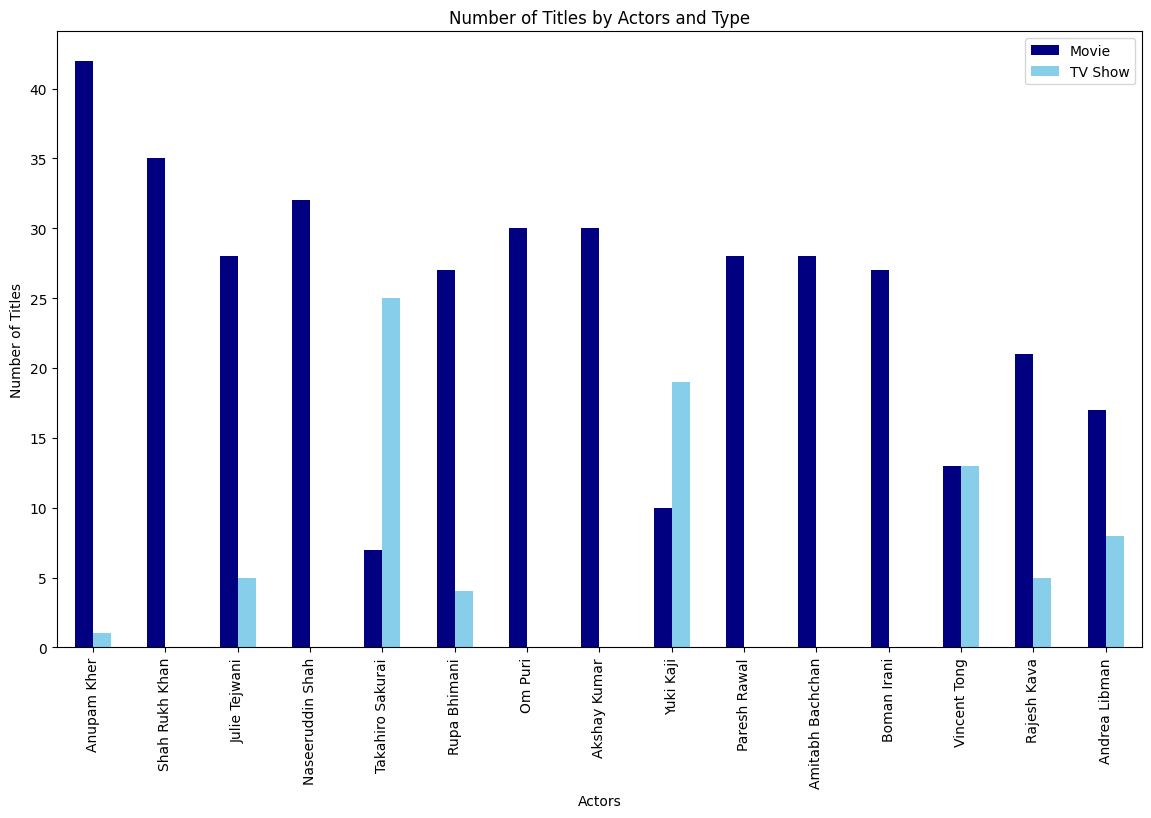 Number of Titles by Actors and Type
Movie
TV Show
Number of Titles
40
35
30
25
20
15
10
5
0
Anupam Kher
Shah Rukh Khan
Julie Tejwani
Naseeruddin Shah
Takahiro Sakurai
Rupa Bhimani
Om Puri
Akshay Kumar
Yuki Kaji
Paresh Rawal
Amitabh Bachchan
Boman Irani
Vincent Tong
Rajesh Kava
Andrea Libman
Actors